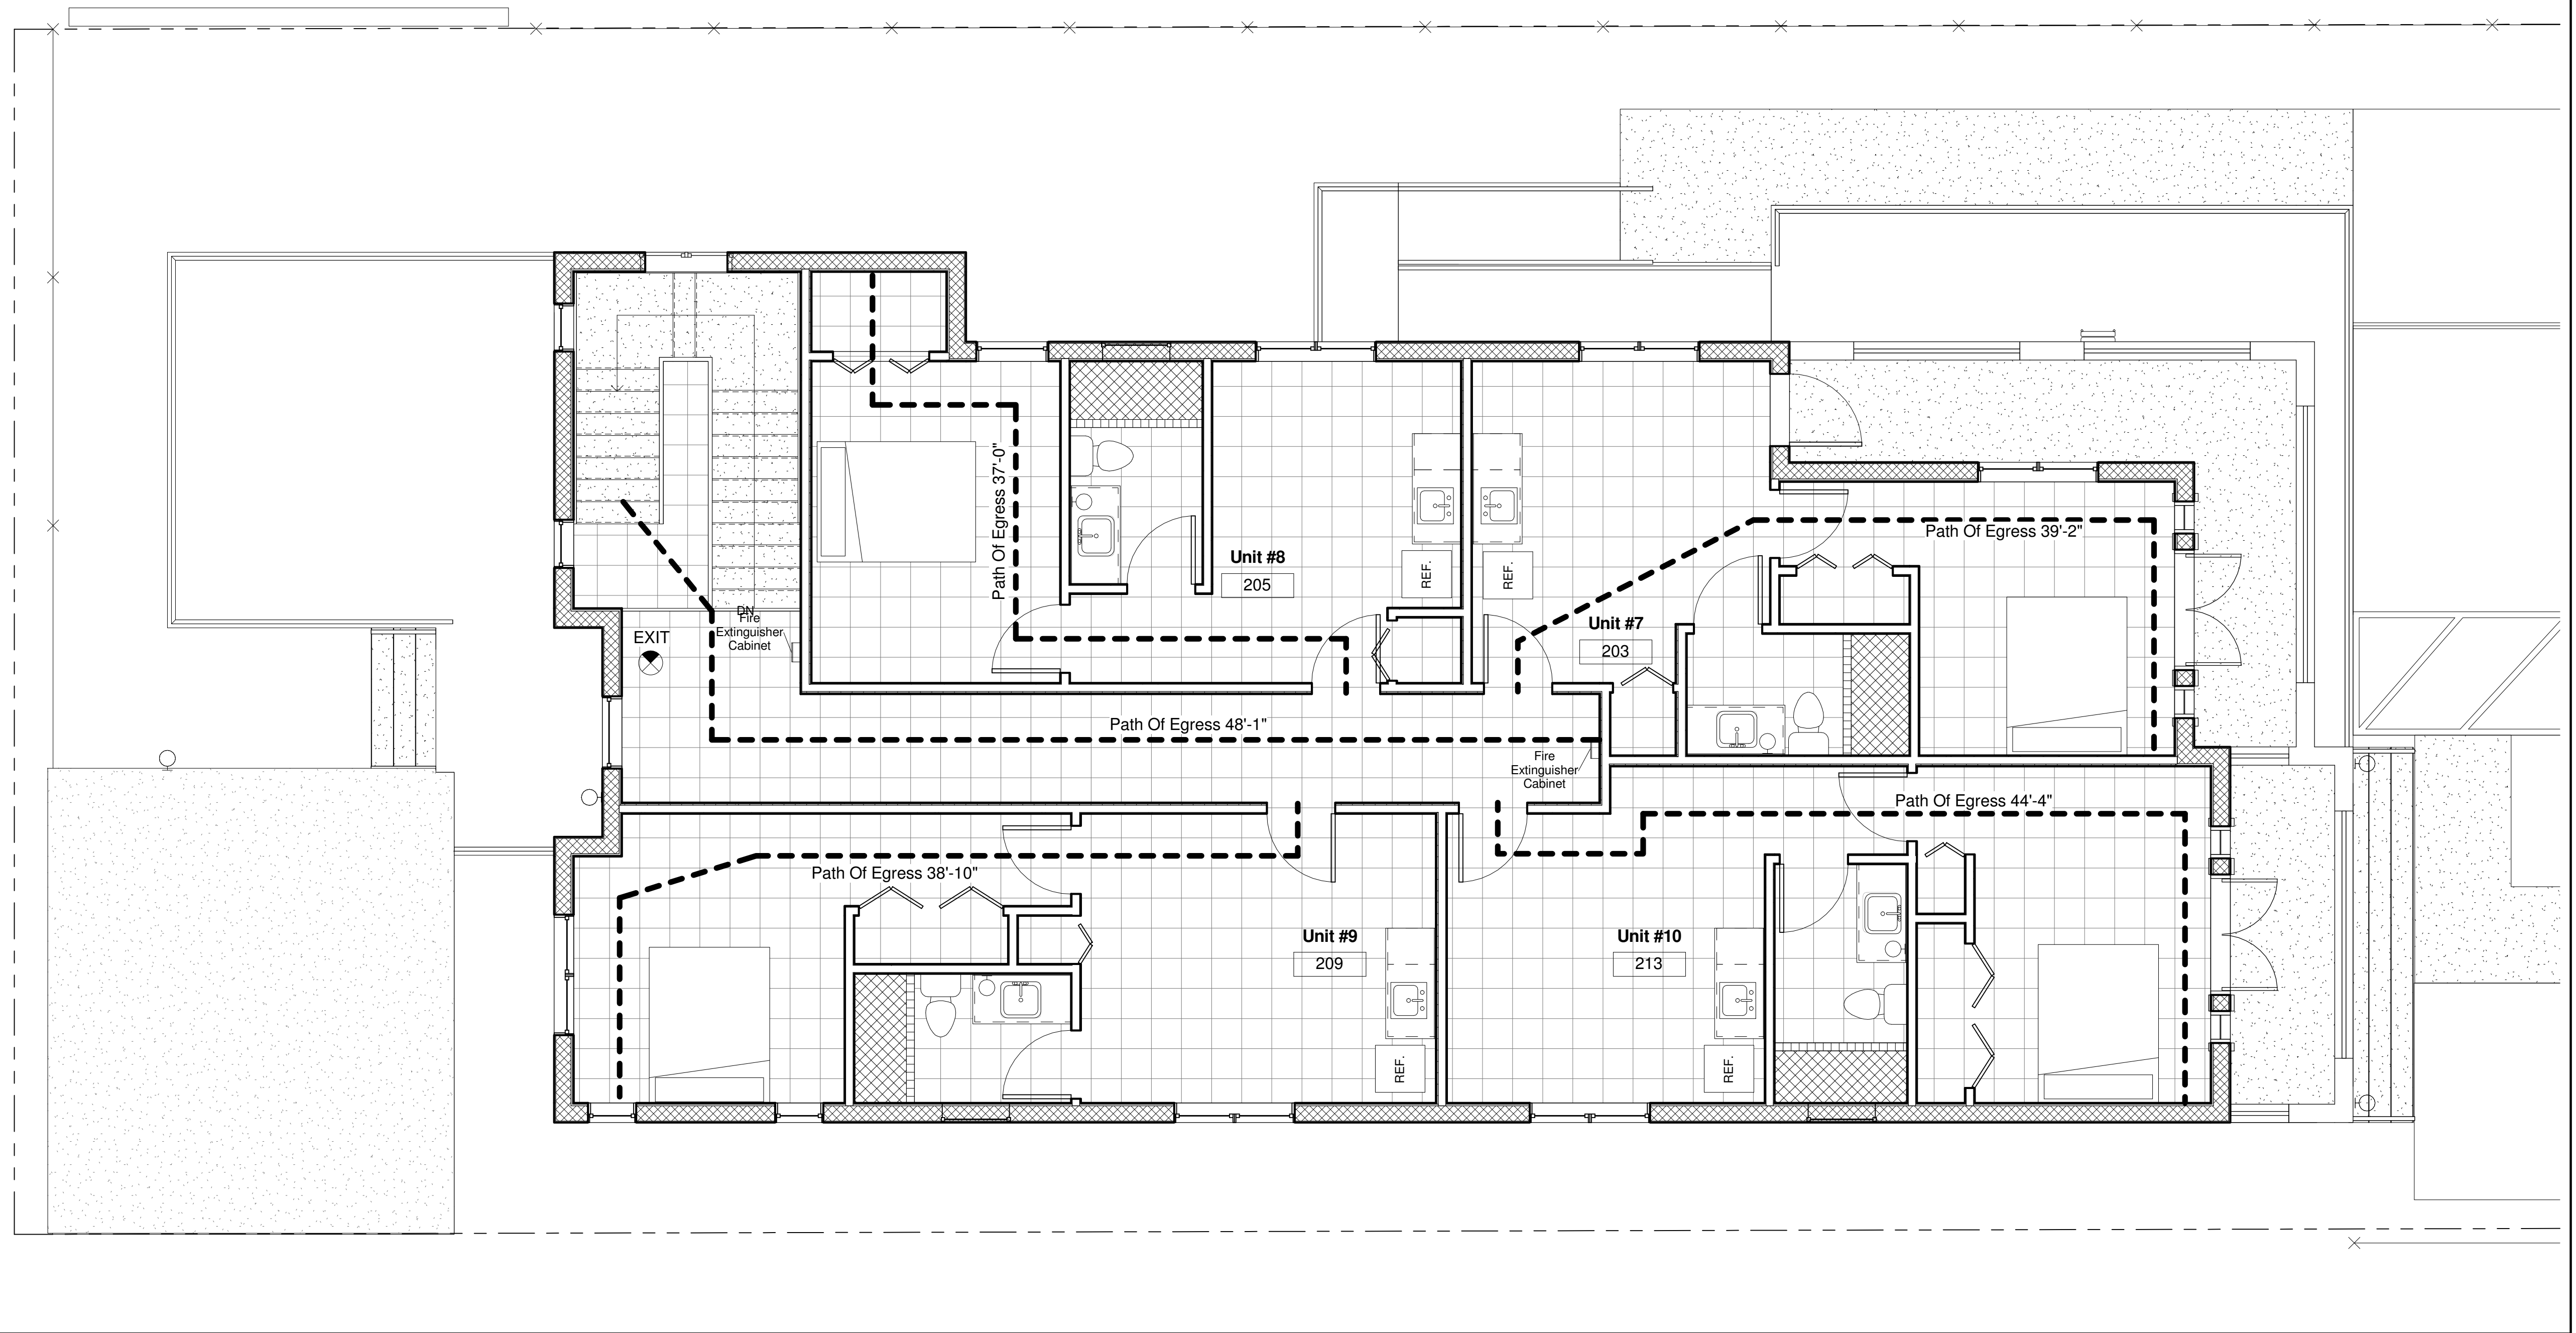 Path Of Egress 37'-0"
Unit #8
205
REF.
REF.
Path Of Egress 39'-2"
DN
Fire
Extinguisher
Cabinet
EXIT
Unit #7
203
Path Of Egress 48'-1"
Fire
Extinguisher
Cabinet
Path Of Egress 44'-4"
Path Of Egress 38'-10"
Unit #9
209
Unit #10
213
REF.
REF.